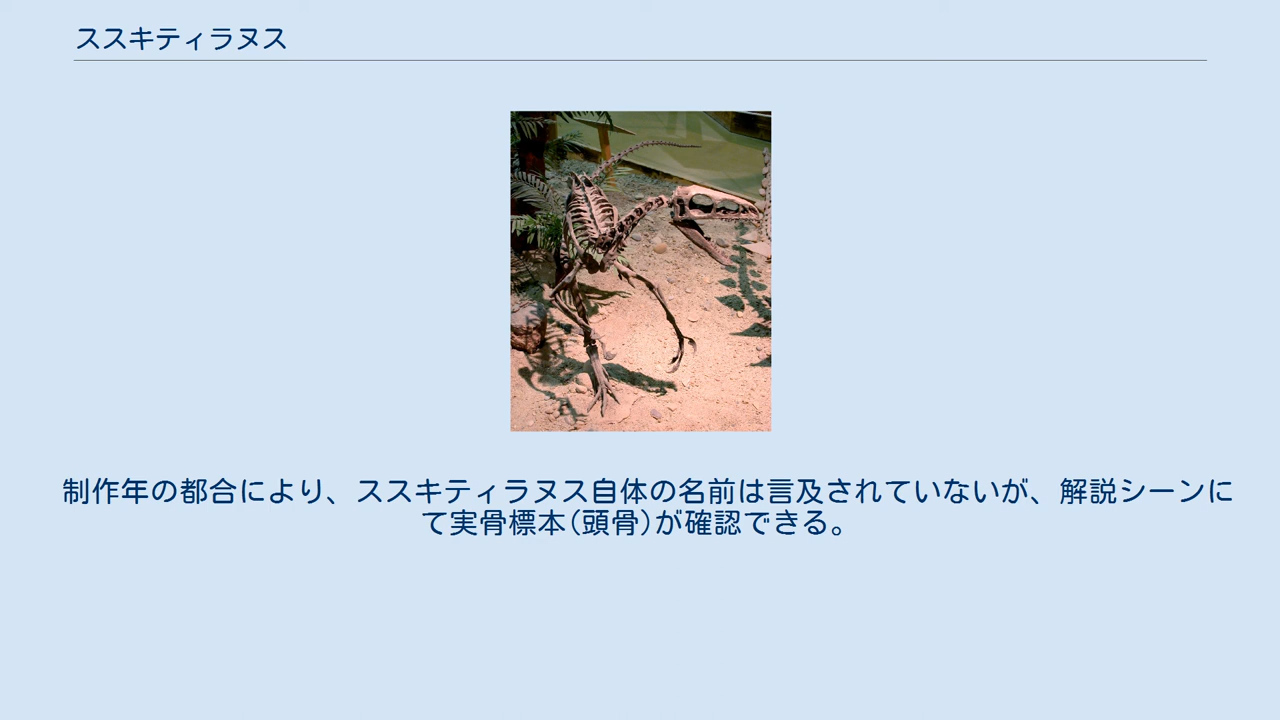 ススキティラヌス
制作年の都合により、ススキティラヌス自体の名前は言及されていないが、解説シーンに
て実骨標本(頭骨)が確認できる。